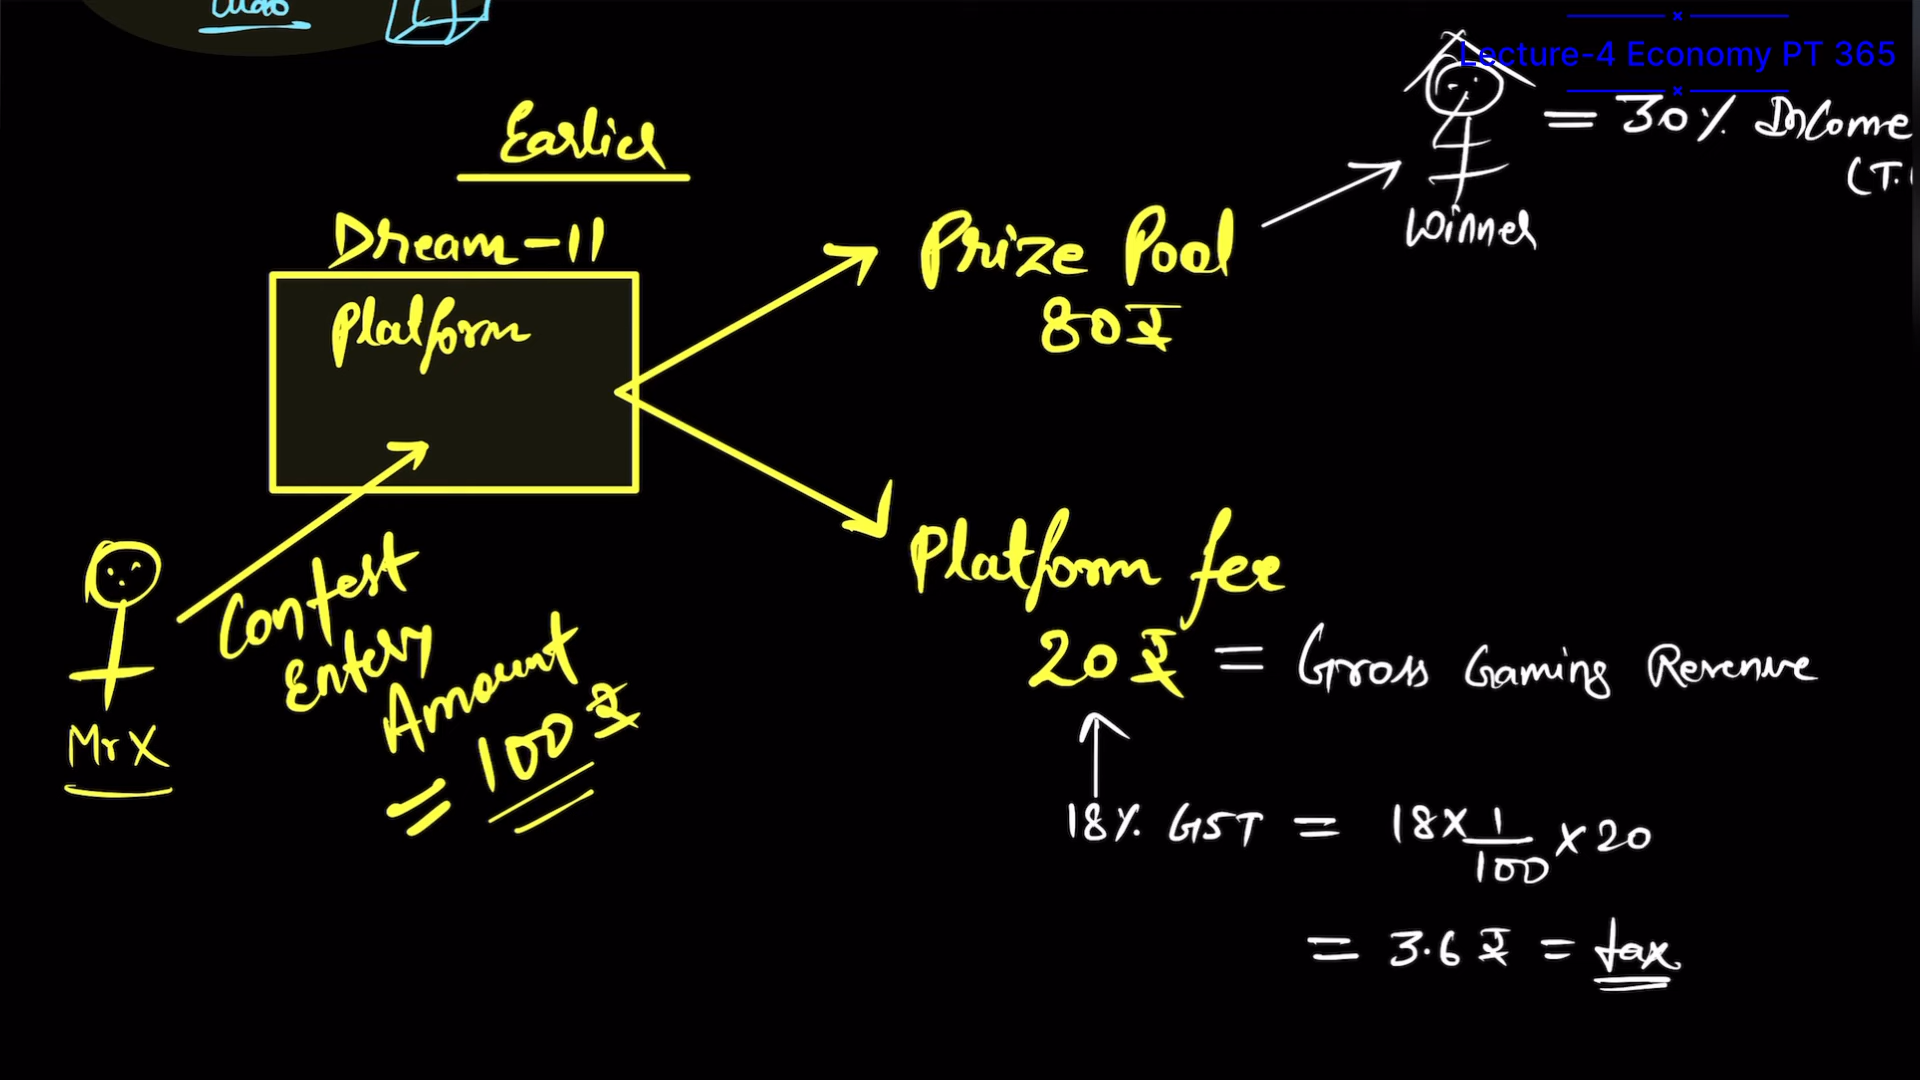 Ludo
Lecture-4 Economy PT 365
Earlier
= 30% Income
(T.
Dream-11
Winner
Platform
Prize Pool
80₹
Contest
Entry
Amount
= 100₹
Mr X
Platform fee
20₹ = Gross Gaming Revenue
18% GST = 18 x 1/100 x 20
= 3.6₹ = tax